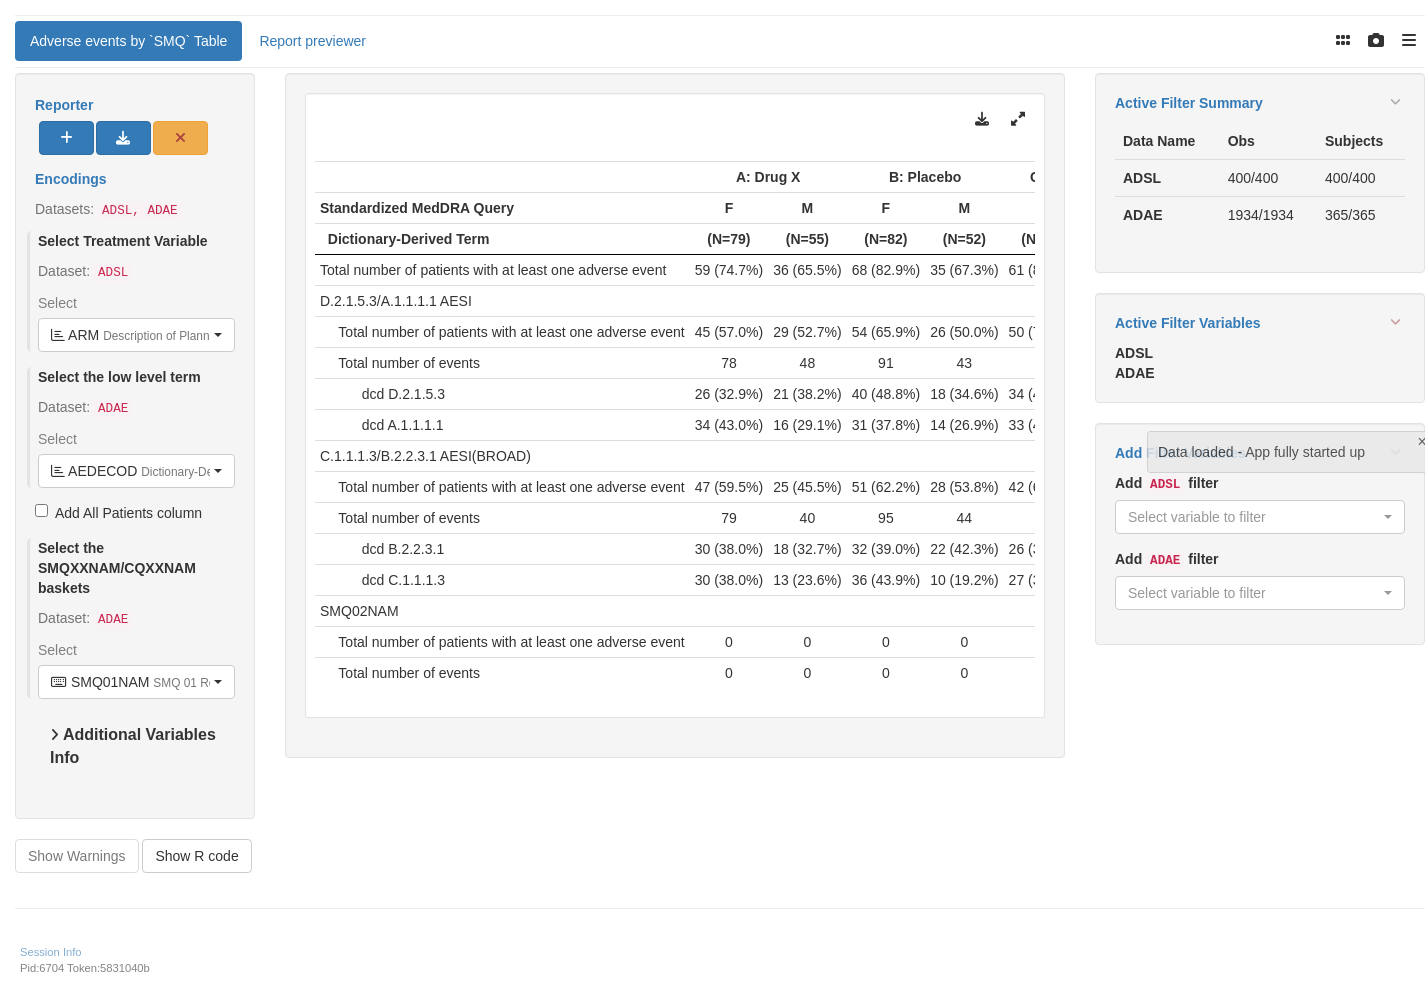 Adverse events by `SMQ` Table
Report previewer
Reporter
Encodings
Datasets: ADSL, ADAE
Select Treatment Variable
Dataset: ADSL
Select
ARM Description of Plann
Select the low level term
Dataset: ADAE
Select
AEDECOD Dictionary-De
Add All Patients column
Select the
SMQXXNAM/CQXXNAM
baskets
Dataset: ADAE
Select
SMQ01NAM SMQ 01 Re
Additional Variables
Info
Show Warnings
Show R code
A: Drug X B: Placebo
Standardized MedDRA Query F M F M
Dictionary-Derived Term (N=79) (N=55) (N=82) (N=52) (N
Total number of patients with at least one adverse event 59 (74.7%) 36 (65.5%) 68 (82.9%) 35 (67.3%) 61 (8
D.2.1.5.3/A.1.1.1.1 AESI
Total number of patients with at least one adverse event 45 (57.0%) 29 (52.7%) 54 (65.9%) 26 (50.0%) 50 (7
Total number of events 78 48 91 43
dcd D.2.1.5.3 26 (32.9%) 21 (38.2%) 40 (48.8%) 18 (34.6%) 34 (4
dcd A.1.1.1.1 34 (43.0%) 16 (29.1%) 31 (37.8%) 14 (26.9%) 33 (4
C.1.1.1.3/B.2.2.3.1 AESI(BROAD)
Total number of patients with at least one adverse event 47 (59.5%) 25 (45.5%) 51 (62.2%) 28 (53.8%) 42 (6
Total number of events 79 40 95 44
dcd B.2.2.3.1 30 (38.0%) 18 (32.7%) 32 (39.0%) 22 (42.3%) 26 (3
dcd C.1.1.1.3 30 (38.0%) 13 (23.6%) 36 (43.9%) 10 (19.2%) 27 (3
SMQ02NAM
Total number of patients with at least one adverse event 0 0 0 0
Total number of events 0 0 0 0
Active Filter Summary
Data Name Obs Subjects
ADSL 400/400 400/400
ADAE 1934/1934 365/365
Active Filter Variables
ADSL
ADAE
Add
Data loaded - App fully started up
Add ADSL filter
Select variable to filter
Add ADAE filter
Select variable to filter
Session Info
Pid:6704 Token:5831040b